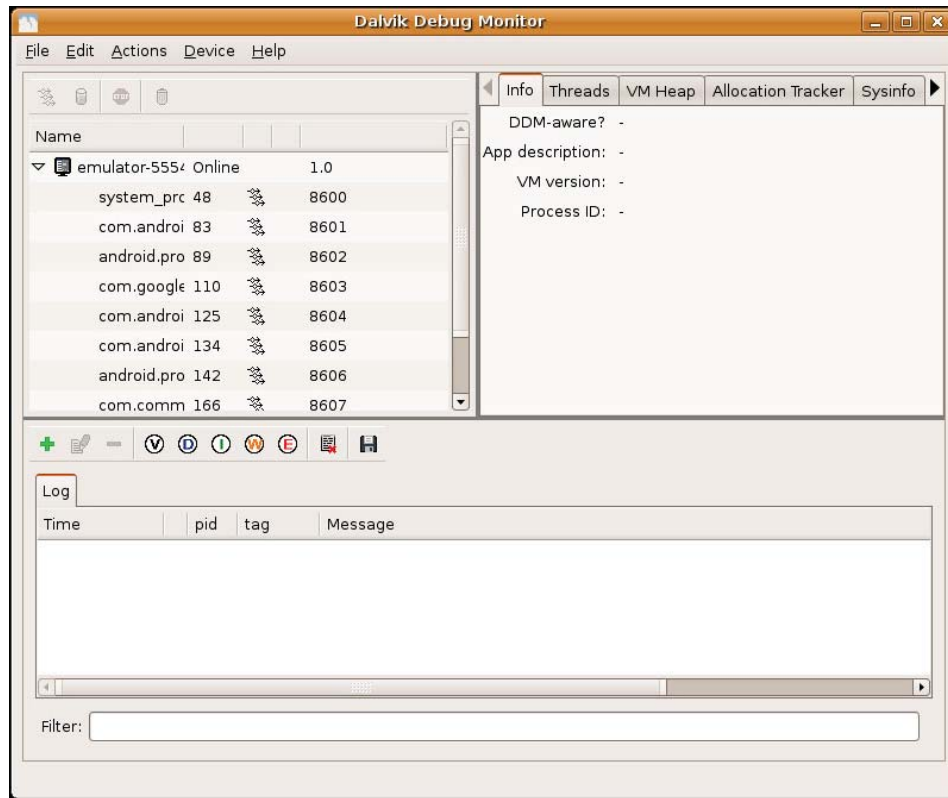 Dalvik Debug Monitor
File Edit Actions Device Help
Info Threads VM Heap Allocation Tracker Sysinfo
Name
emulator-5554 Online 1.0
system_prc 48 8600
com.androi 83 8601
android.pro 89 8602
com.google 110 8603
com.androi 125 8604
com.androi 134 8605
android.pro 142 8606
com.comm 166 8607
DDM-aware? -
App description: -
VM version: -
Process ID: -
V D I W E
Log
Time pid tag Message
Filter: